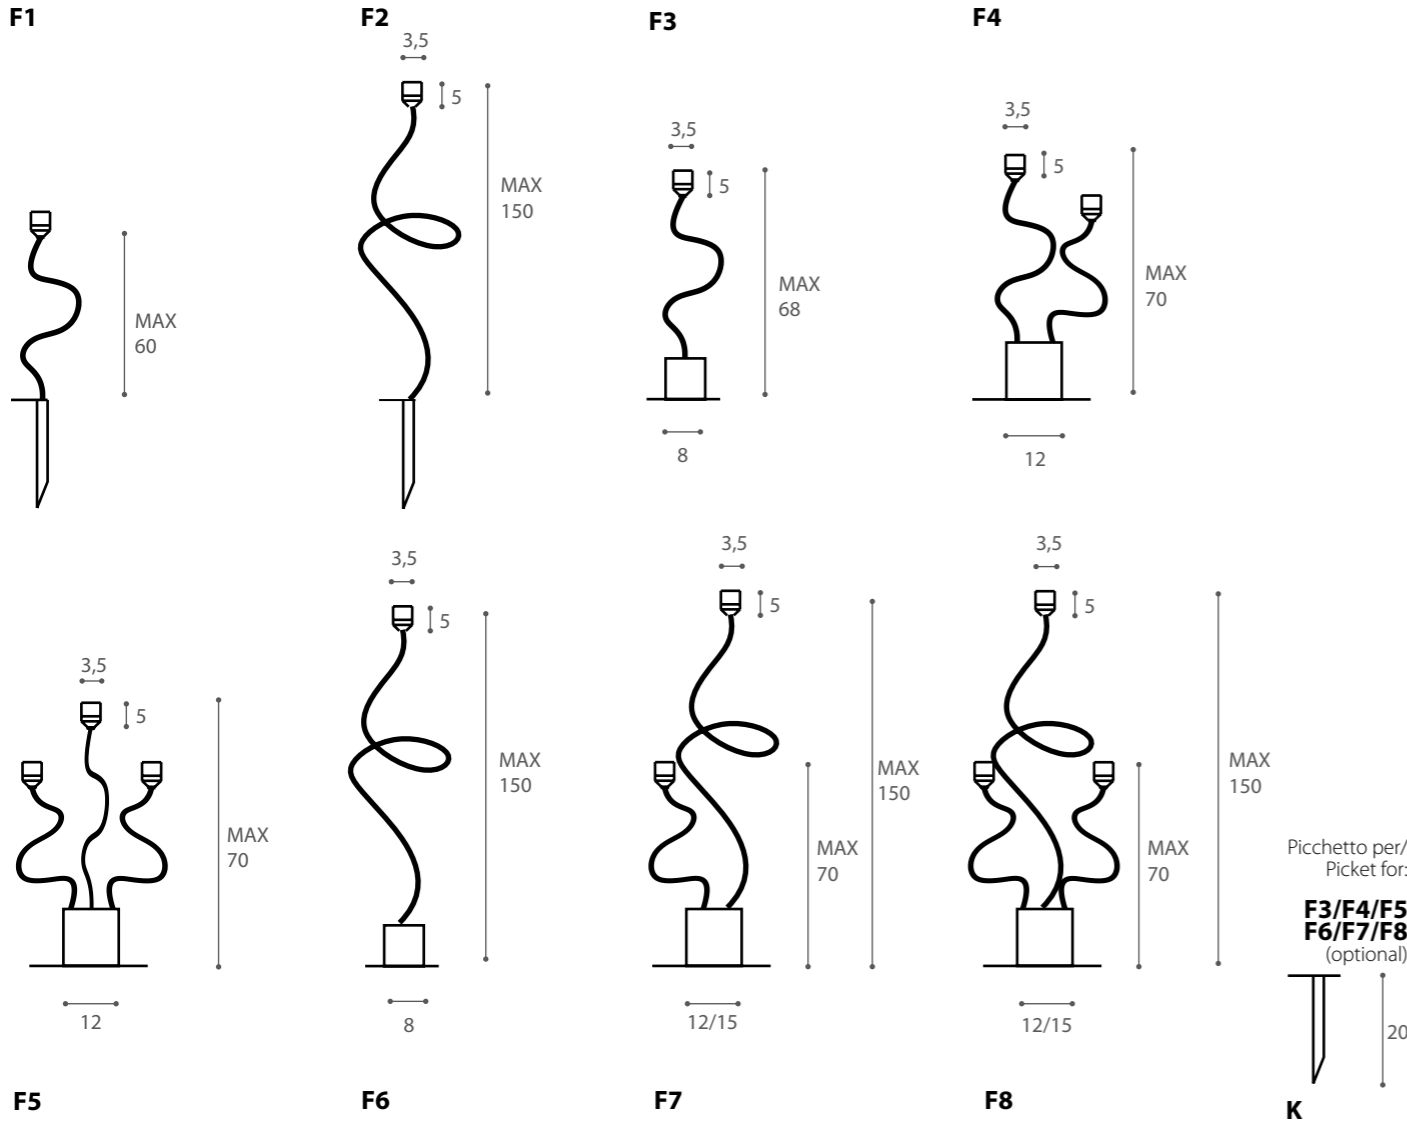 F1
F2
F3
F4
3,5
5
MAX
150
3,5
5
MAX
68
8
3,5
5
MAX
70
12
MAX
60
3,5
5
MAX
70
12
3,5
5
MAX
150
8
3,5
5
MAX
150
MAX
70
12/15
3,5
5
MAX
150
MAX
70
12/15
Picchetto per/
Picket for:
F3/F4/F5
F6/F7/F8
(optional)
20
F5
F6
F7
F8
K